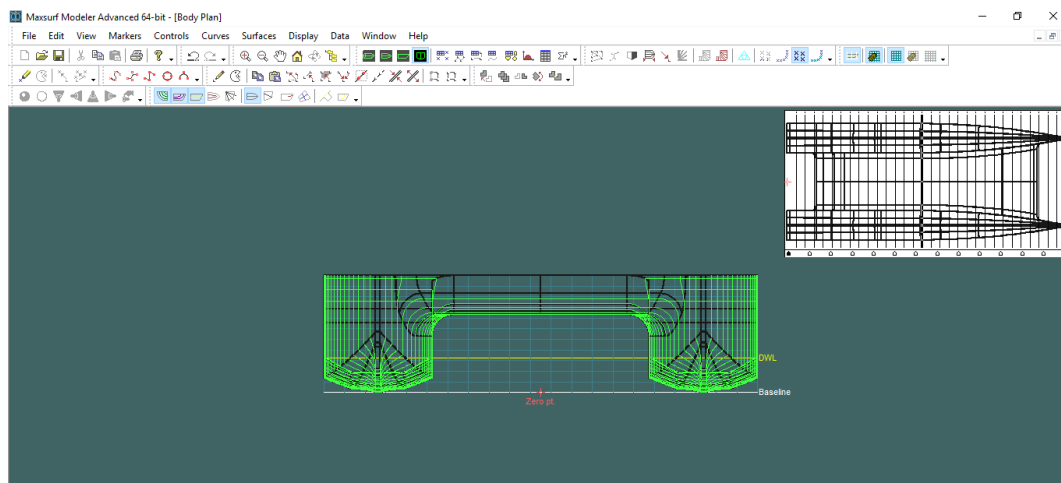 Maxsurf Modeler Advanced 64-bit - [Body Plan]
File Edit View Markers Controls Curves Surfaces Display Data Window Help
DWL
Baseline
Zero pt.